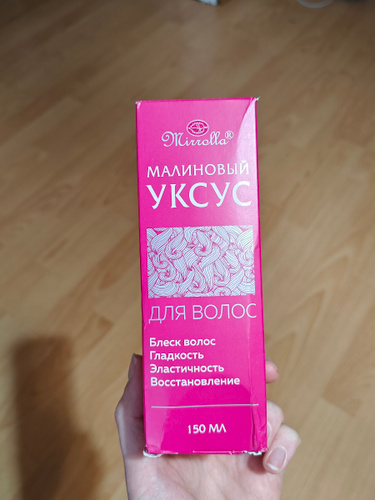 Mirrolla®
МАЛИНОВЫЙ
УКСУС
ДЛЯ ВОЛОС
Блеск волос
Гладкость
Эластичность
Восстановление
150 МЛ